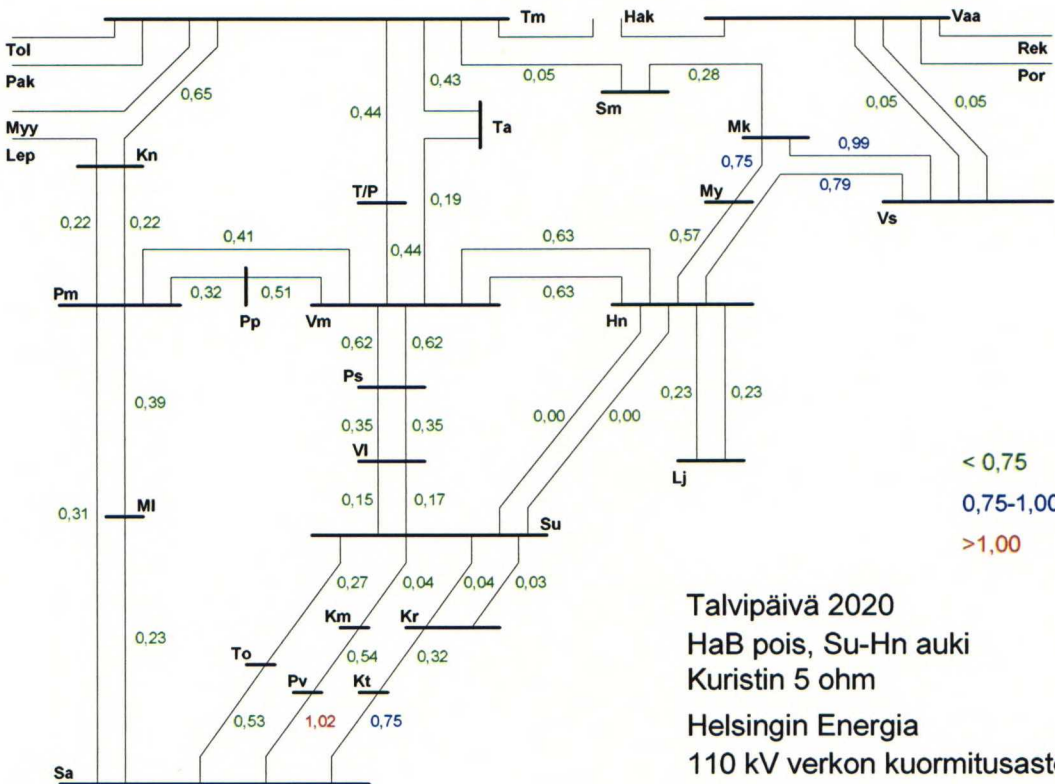 Tm
Hak
Vaa
Tol
Rek
0,43
0,05
0,28
Pak
Por
0,65
0,44
Sm
0,05
0,05
Ta
Myy
Mk
0,99
Lep
Kn
0,75
T/P
0,19
My
0,79
Vs
0,22
0,22
0,41
0,44
0,63
0,57
Pm
0,32
0,51
0,63
Pp
Vm
Hn
0,62
0,62
Ps
0,39
0,00
0,00
0,23
0,23
0,35
0,35
Vl
Lj
< 0,75
0,31
Ml
0,15
0,17
0,75-1,00
Su
>1,00
0,27
0,04
0,04
0,03
Talvipäivä 2020
Km
Kr
HaB pois, Su-Hn auki
0,23
To
0,54
0,32
Kuristin 5 ohm
Pv
Kt
0,53
1,02
0,75
Helsingin Energia
Sa
110 kV verkon kuormitusaste